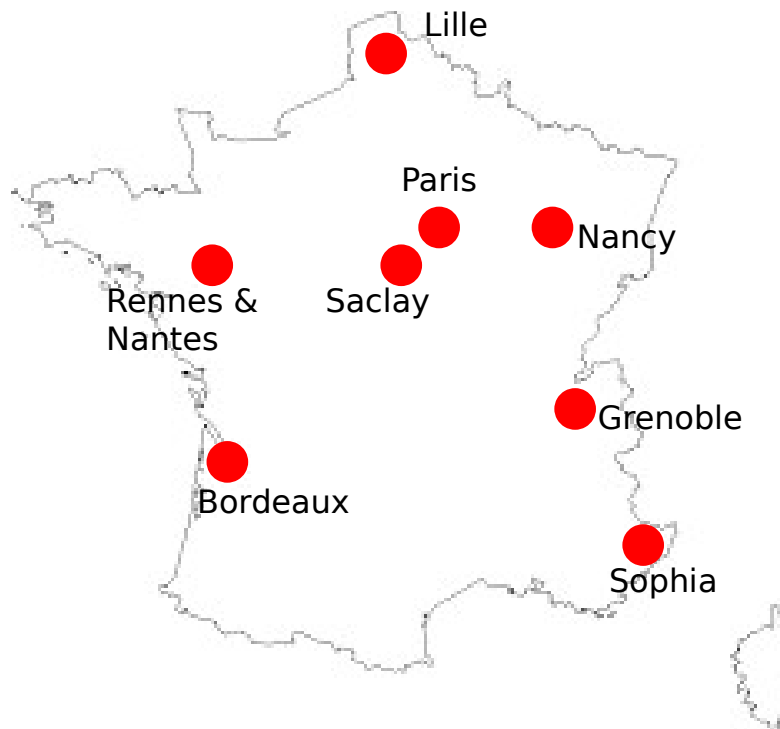 Lille
Paris
Nancy
Rennes &
Nantes
Saclay
Grenoble
Bordeaux
Sophia